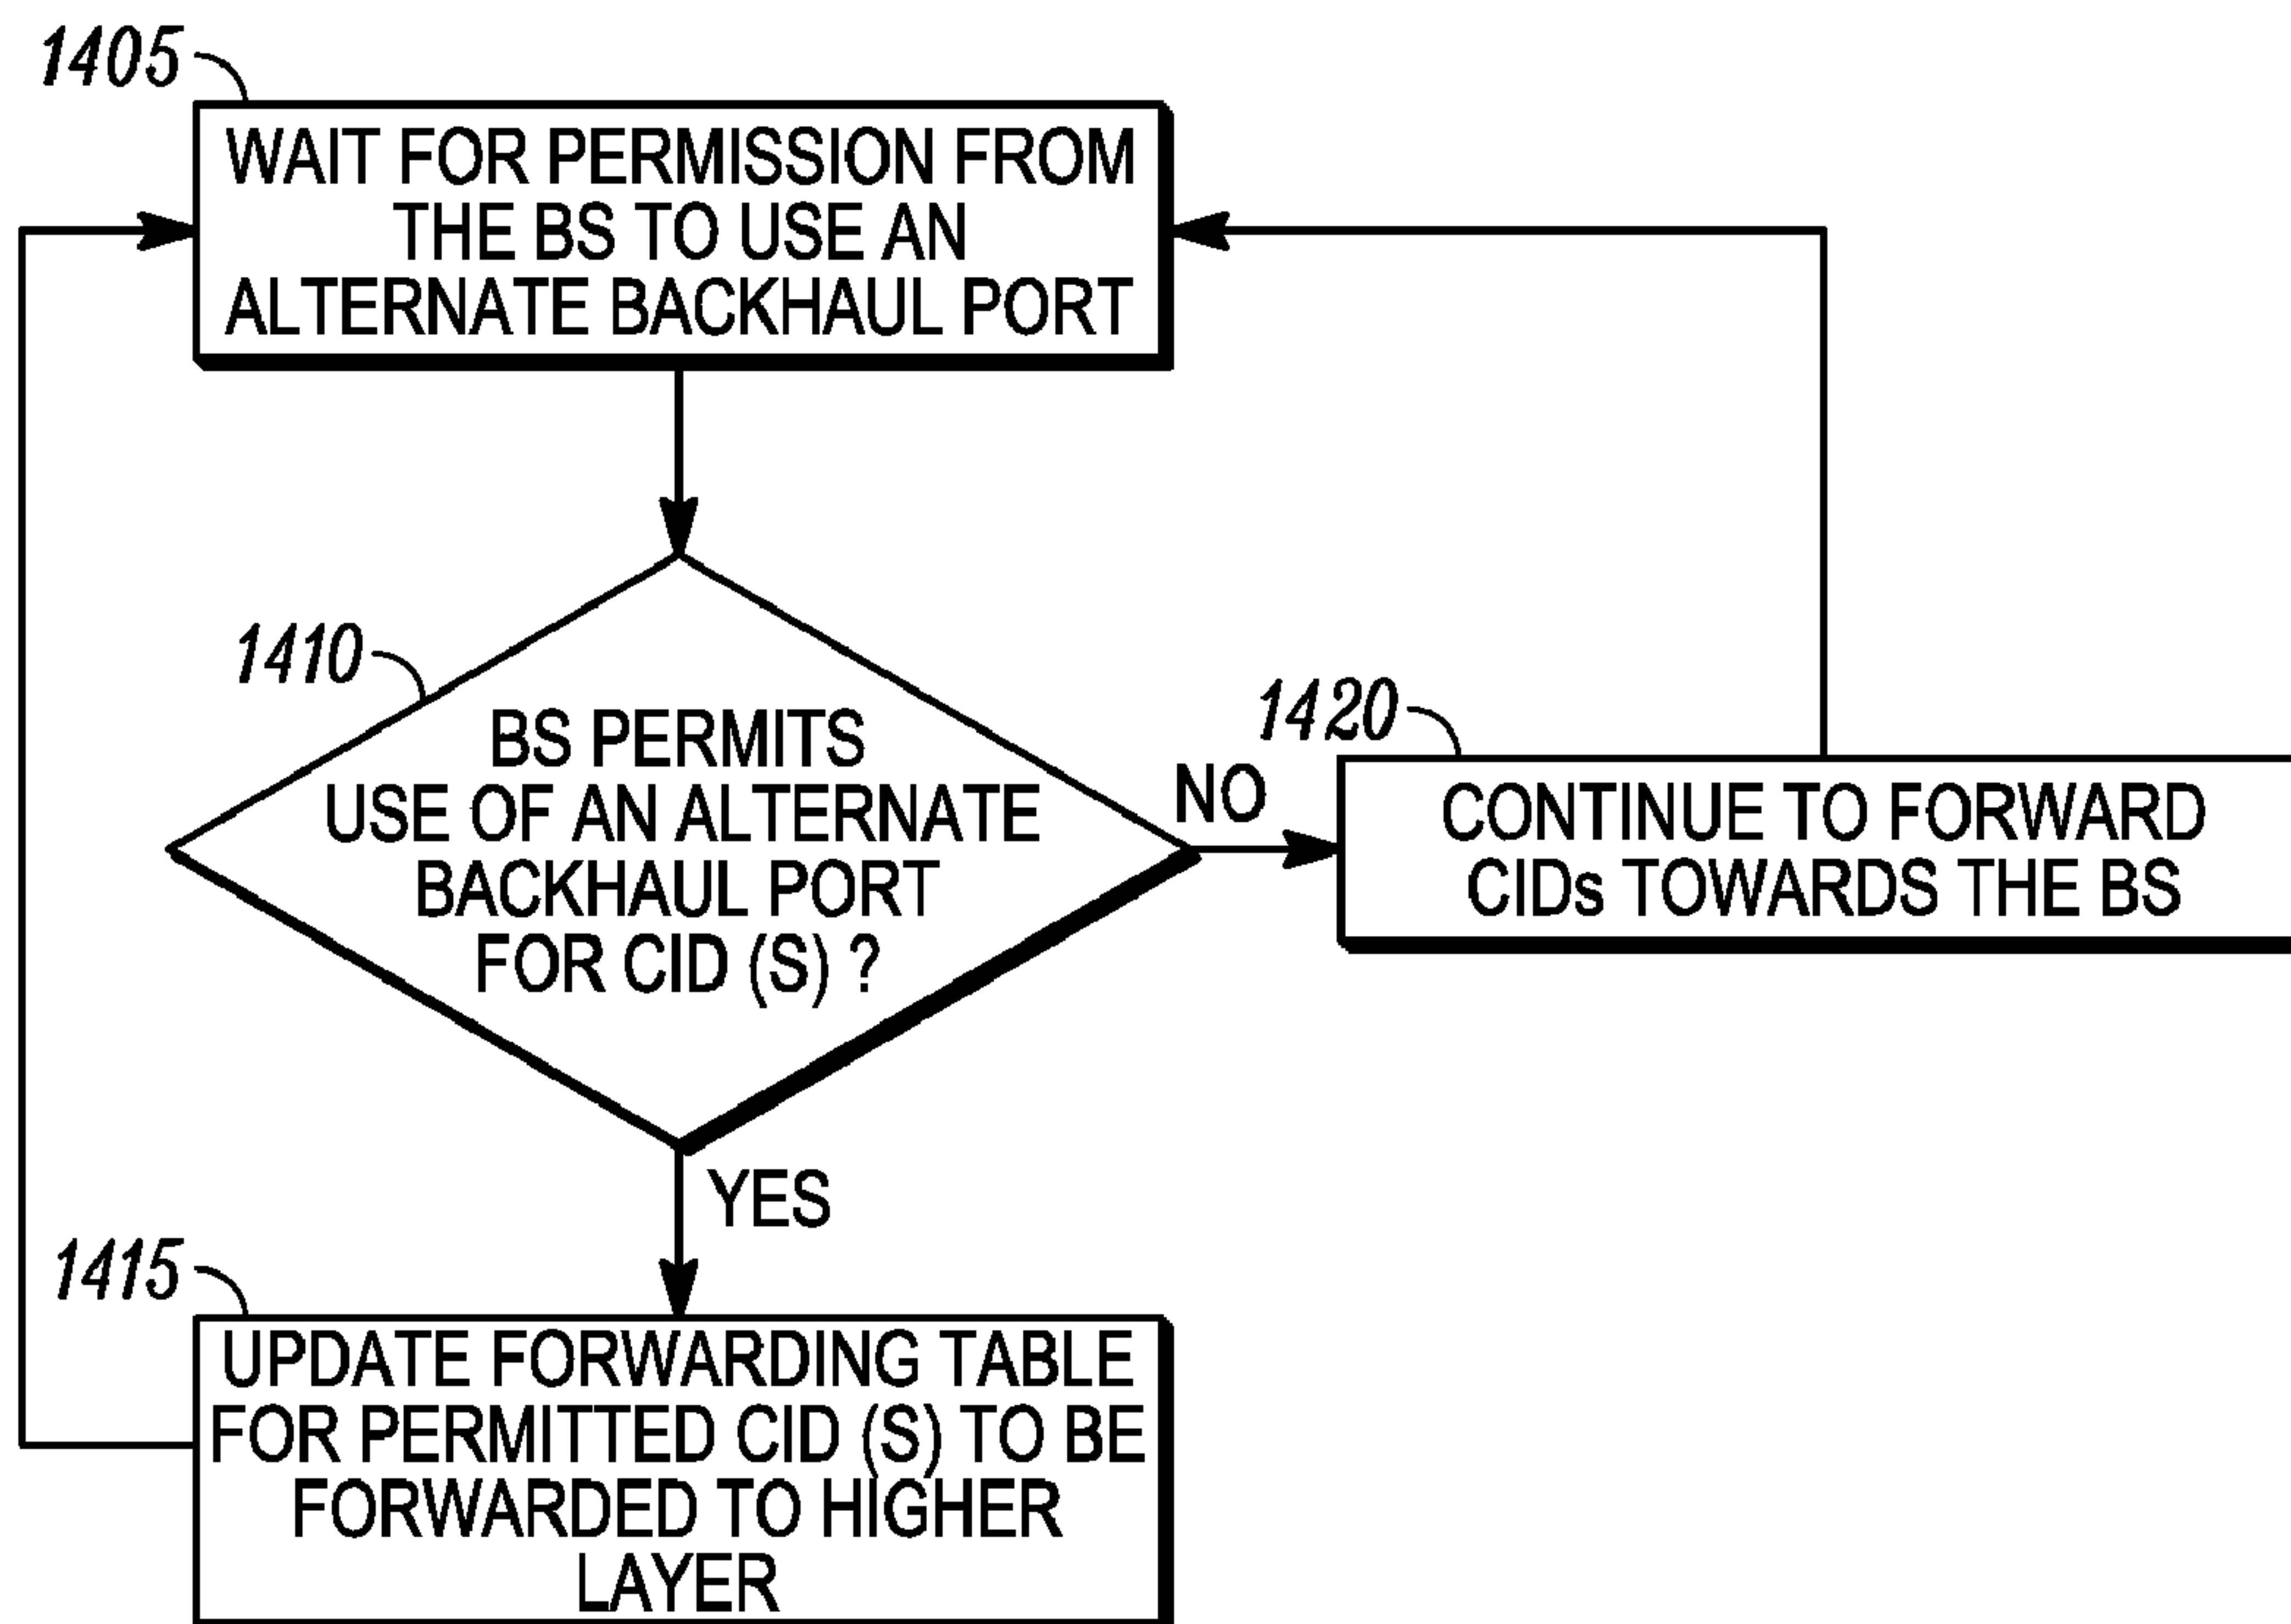 1405
WAIT FOR PERMISSION FROM
THE BS TO USE AN
ALTERNATE BACKHAUL PORT
1410
BS PERMITS
USE OF AN ALTERNATE
BACKHAUL PORT
FOR CID (S) ?
NO
1420
CONTINUE TO FORWARD
CIDs TOWARDS THE BS
YES
1415
UPDATE FORWARDING TABLE
FOR PERMITTED CID (S) TO BE
FORWARDED TO HIGHER
LAYER